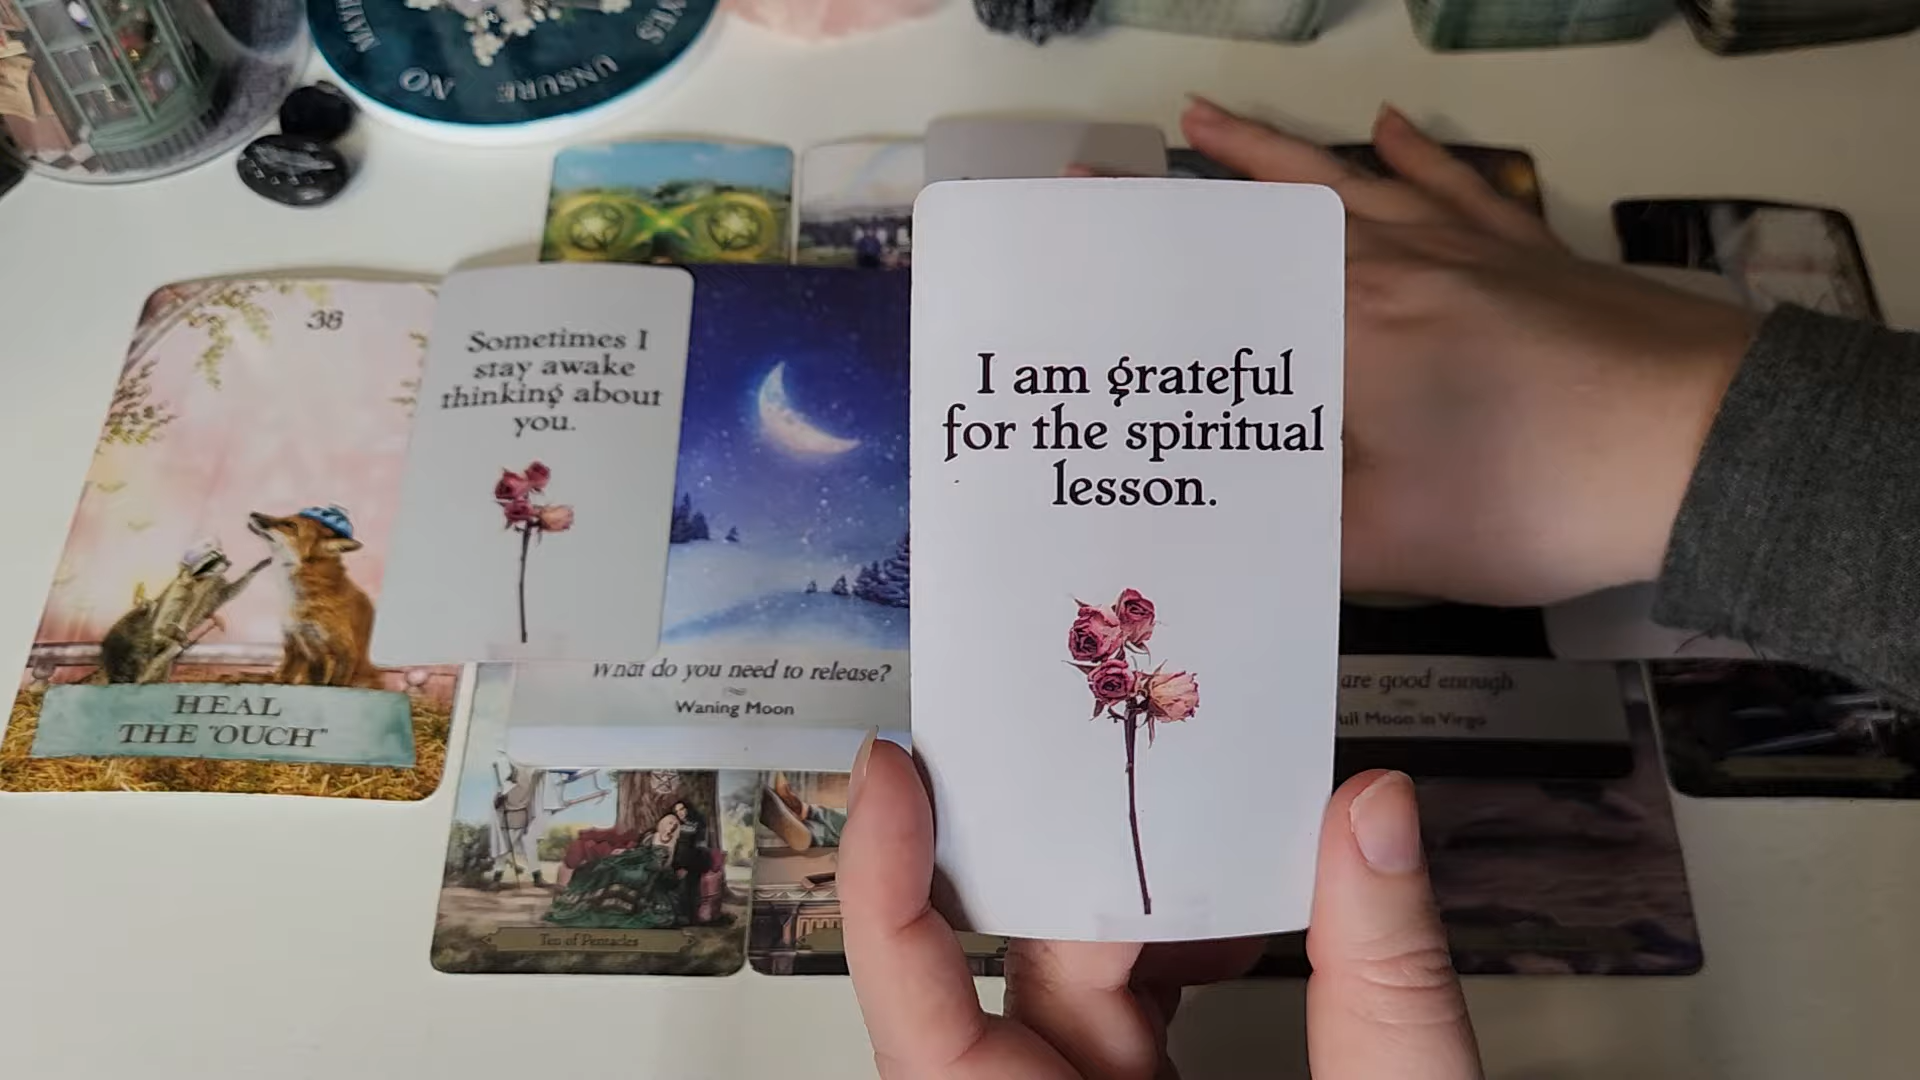 NO
UNSURE
I am grateful
for the spiritual
lesson.
38
HEAL
THE "OUCH"
Sometimes I
stay awake
thinking about
you.
What do you need to release?
Waning Moon
are good enough
ull Moon in Virgo
Ten of Pentacles